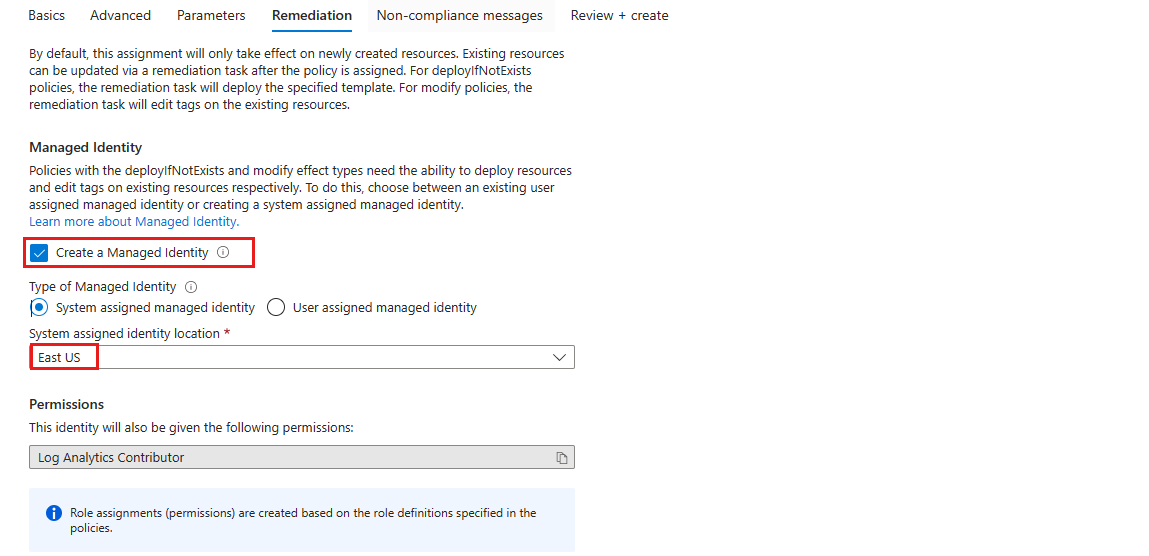 Basics Advanced Parameters Remediation Non-compliance messages Review + create
By default, this assignment will only take effect on newly created resources. Existing resources
can be updated via a remediation task after the policy is assigned. For deployIfNotExists
policies, the remediation task will deploy the specified template. For modify policies, the
remediation task will edit tags on the existing resources.
Managed Identity
Policies with the deployIfNotExists and modify effect types need the ability to deploy resources
and edit tags on existing resources respectively. To do this, choose between an existing user
assigned managed identity or creating a system assigned managed identity.
Learn more about Managed Identity.
Create a Managed Identity
Type of Managed Identity
System assigned managed identity User assigned managed identity
System assigned identity location *
East US
Permissions
This identity will also be given the following permissions:
Log Analytics Contributor
Role assignments (permissions) are created based on the role definitions specified in the
policies.